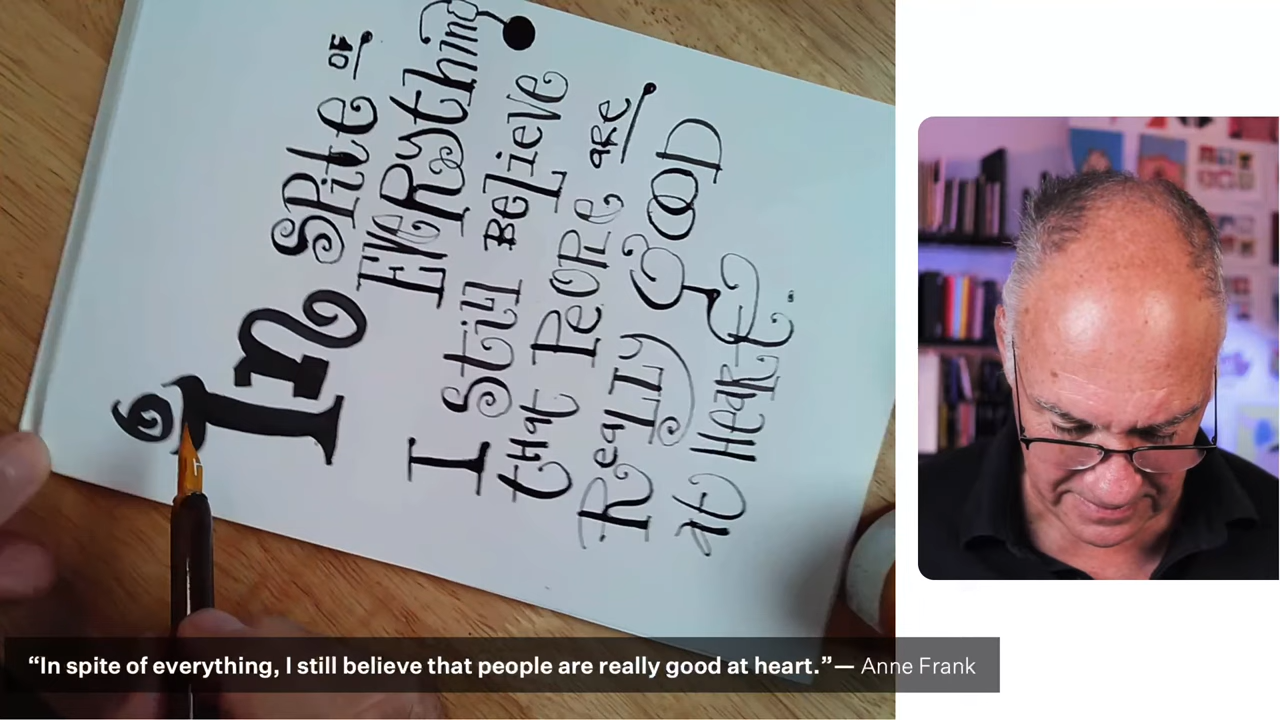 In SPite of
EVeRything
I Still BeLieVe
tHat PeoPLe aRe
ReaLLY gOOD
at HeaRt.
“In spite of everything, I still believe that people are really good at heart.”— Anne Frank